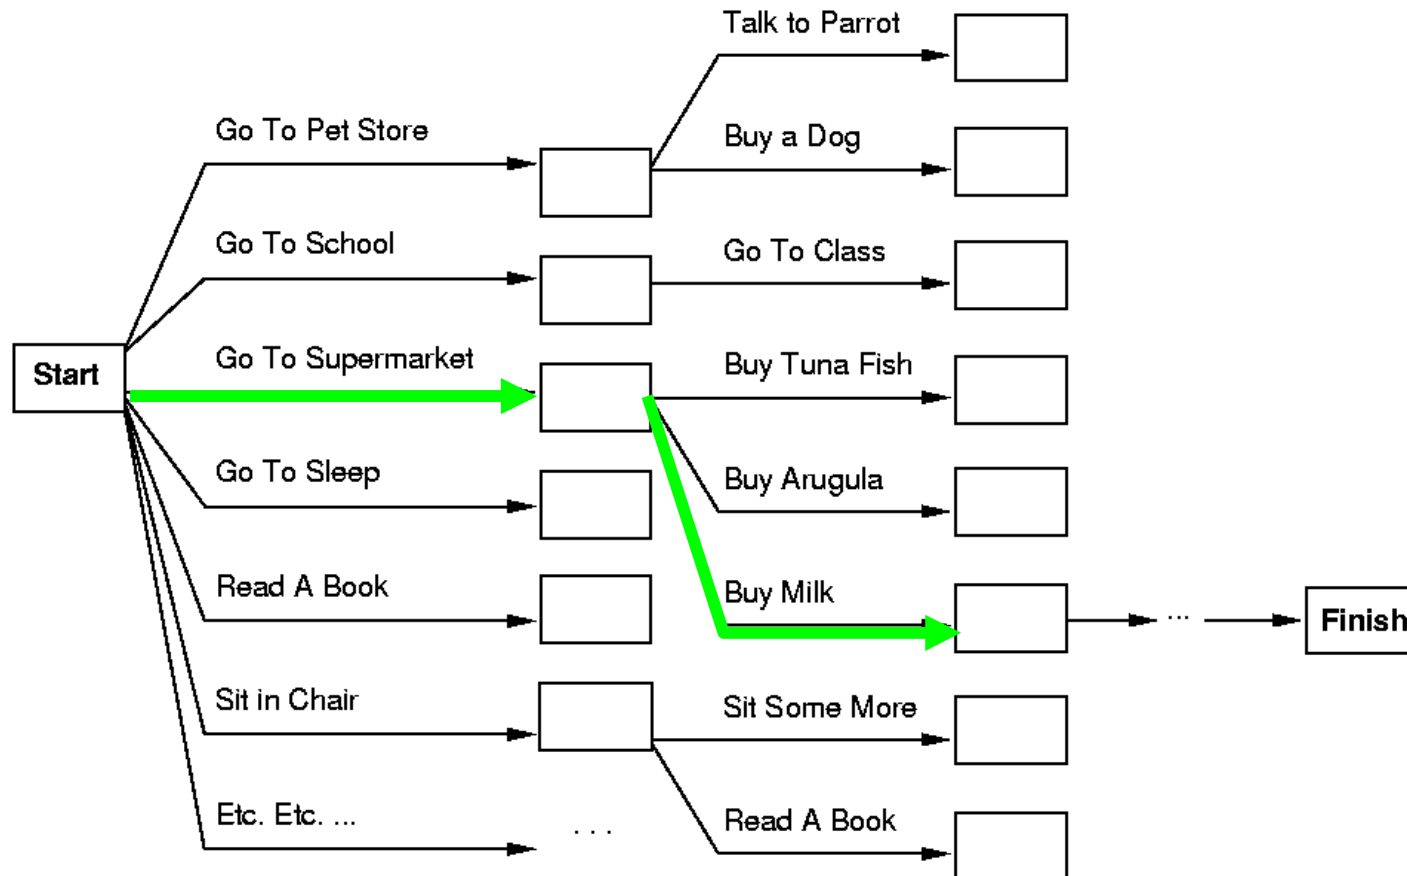 Talk to Parrot
Go To Pet Store
Buy a Dog
Go To School
Go To Class
Start
Go To Supermarket
Buy Tuna Fish
Go To Sleep
Buy Arugula
Read A Book
Buy Milk
...
Finish
Sit in Chair
Sit Some More
Etc. Etc. ...
. . .
Read A Book